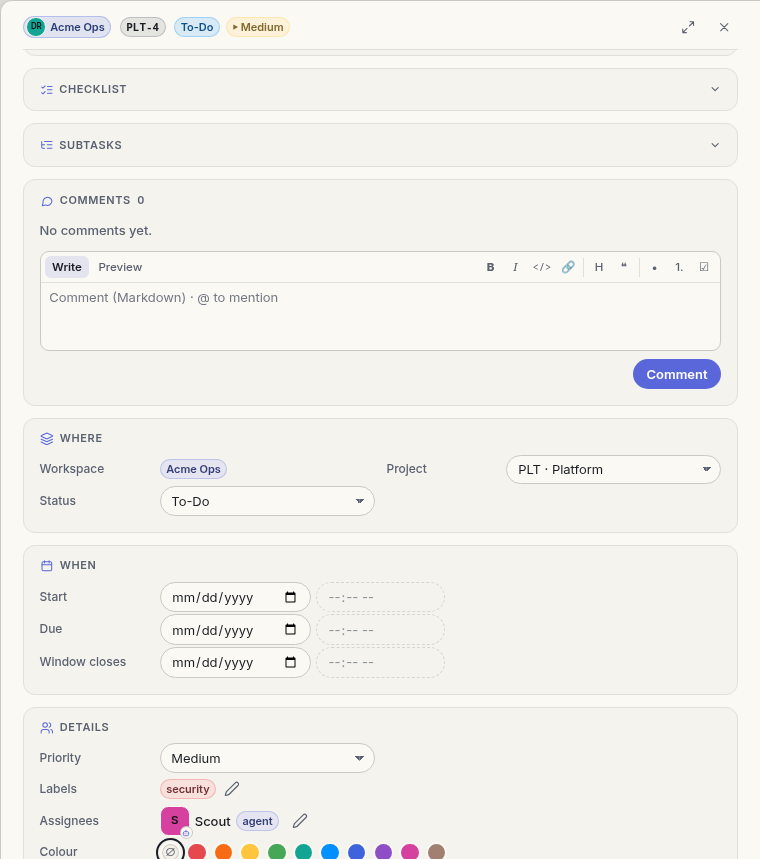 DR Acme Ops PLT-4 To-Do Medium
CHECKLIST
SUBTASKS
COMMENTS 0
No comments yet.
Write Preview B I </> H ❝ • 1. ☑
Comment (Markdown) · @ to mention
Comment
WHERE
Workspace Acme Ops Project PLT · Platform
Status To-Do
WHEN
Start mm/dd/yyyy --:-- --
Due mm/dd/yyyy --:-- --
Window closes mm/dd/yyyy --:-- --
DETAILS
Priority Medium
Labels security
Assignees S Scout agent
Colour